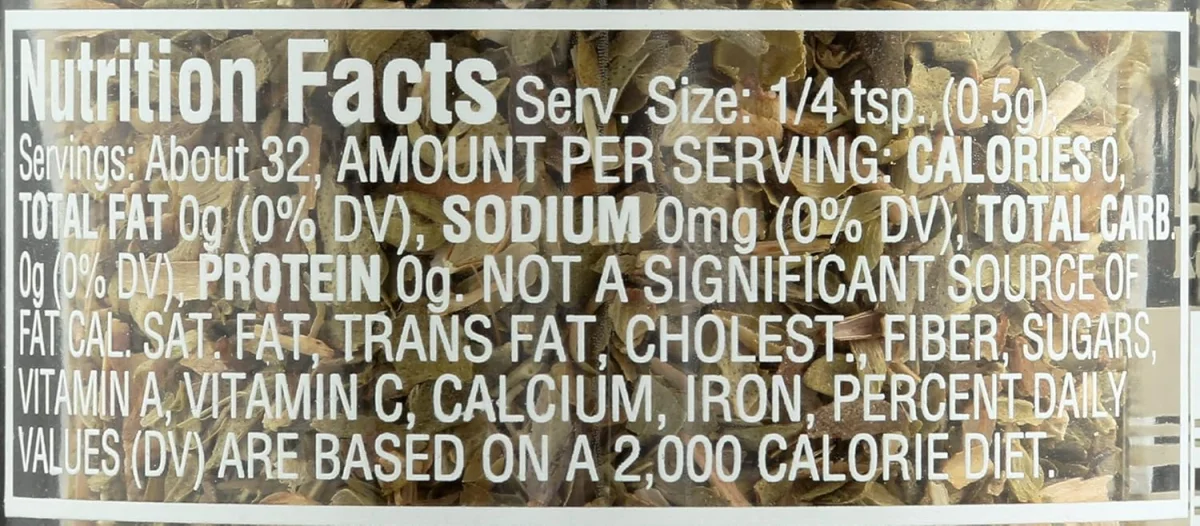 Nutrition Facts Serv. Size: 1/4 tsp. (0.5g),
Servings: About 32, AMOUNT PER SERVING: CALORIES 0,
TOTAL FAT 0g (0% DV), SODIUM 0mg (0% DV), TOTAL CARB.
0g (0% DV), PROTEIN 0g. NOT A SIGNIFICANT SOURCE OF
FAT CAL. SAT. FAT, TRANS FAT, CHOLEST., FIBER, SUGARS,
VITAMIN A, VITAMIN C, CALCIUM, IRON, PERCENT DAILY
VALUES (DV) ARE BASED ON A 2,000 CALORIE DIET.